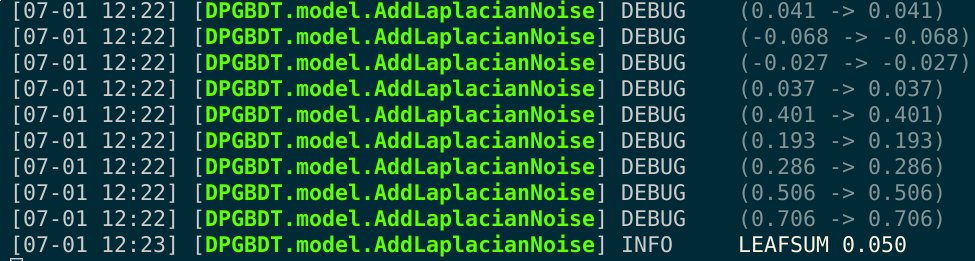 [07-01 12:22] [DPGBDT.model.AddLaplacianNoise] DEBUG (0.041 -> 0.041)
[07-01 12:22] [DPGBDT.model.AddLaplacianNoise] DEBUG (-0.068 -> -0.068)
[07-01 12:22] [DPGBDT.model.AddLaplacianNoise] DEBUG (-0.027 -> -0.027)
[07-01 12:22] [DPGBDT.model.AddLaplacianNoise] DEBUG (0.037 -> 0.037)
[07-01 12:22] [DPGBDT.model.AddLaplacianNoise] DEBUG (0.401 -> 0.401)
[07-01 12:22] [DPGBDT.model.AddLaplacianNoise] DEBUG (0.193 -> 0.193)
[07-01 12:22] [DPGBDT.model.AddLaplacianNoise] DEBUG (0.286 -> 0.286)
[07-01 12:22] [DPGBDT.model.AddLaplacianNoise] DEBUG (0.506 -> 0.506)
[07-01 12:22] [DPGBDT.model.AddLaplacianNoise] DEBUG (0.706 -> 0.706)
[07-01 12:23] [DPGBDT.model.AddLaplacianNoise] INFO LEAFSUM 0.050